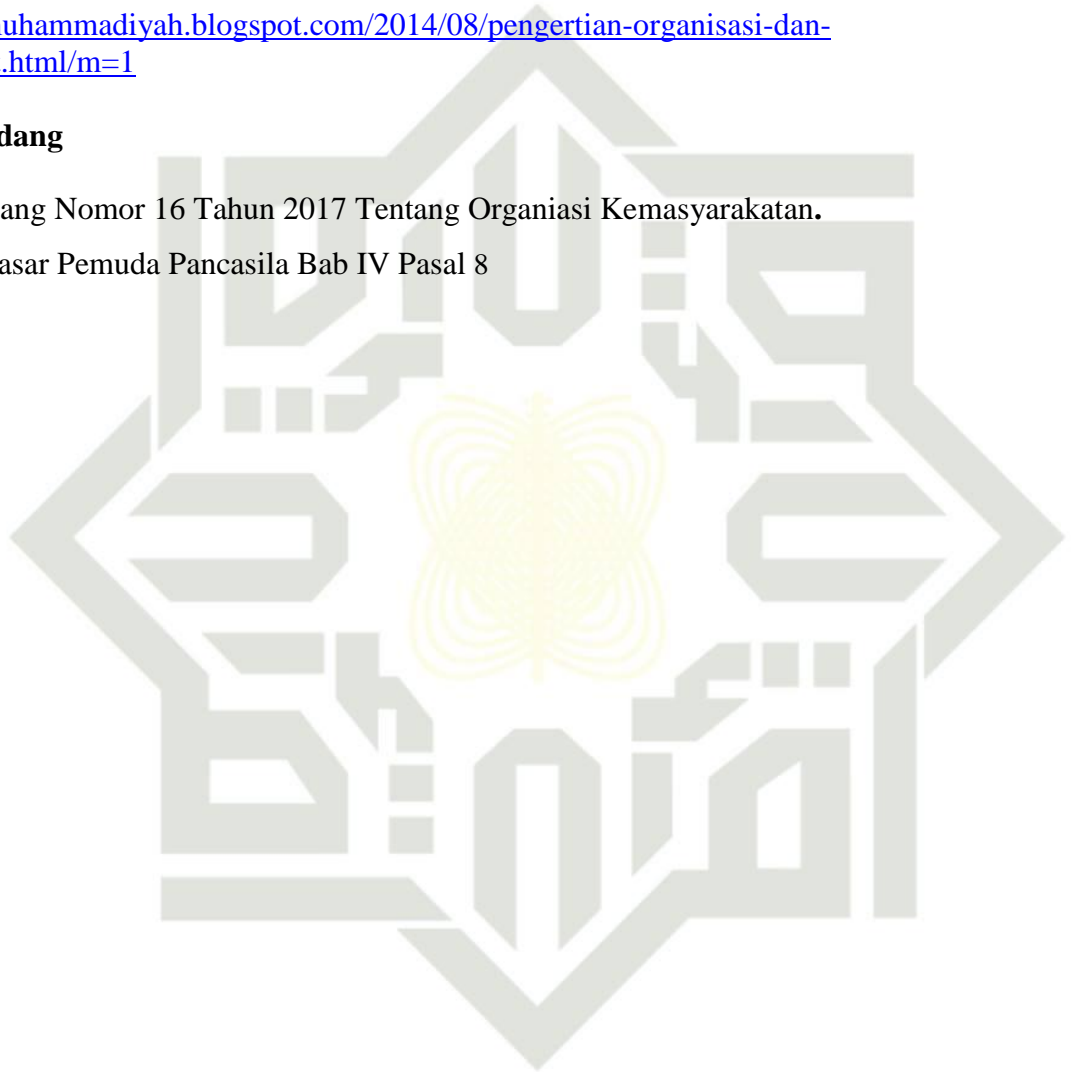 uhammadiyah.blogspot.com/2014/08/pengertian-organisasi-dan-
.html/m=1
dang
ang Nomor 16 Tahun 2017 Tentang Organiasi Kemasyarakatan.
asar Pemuda Pancasila Bab IV Pasal 8